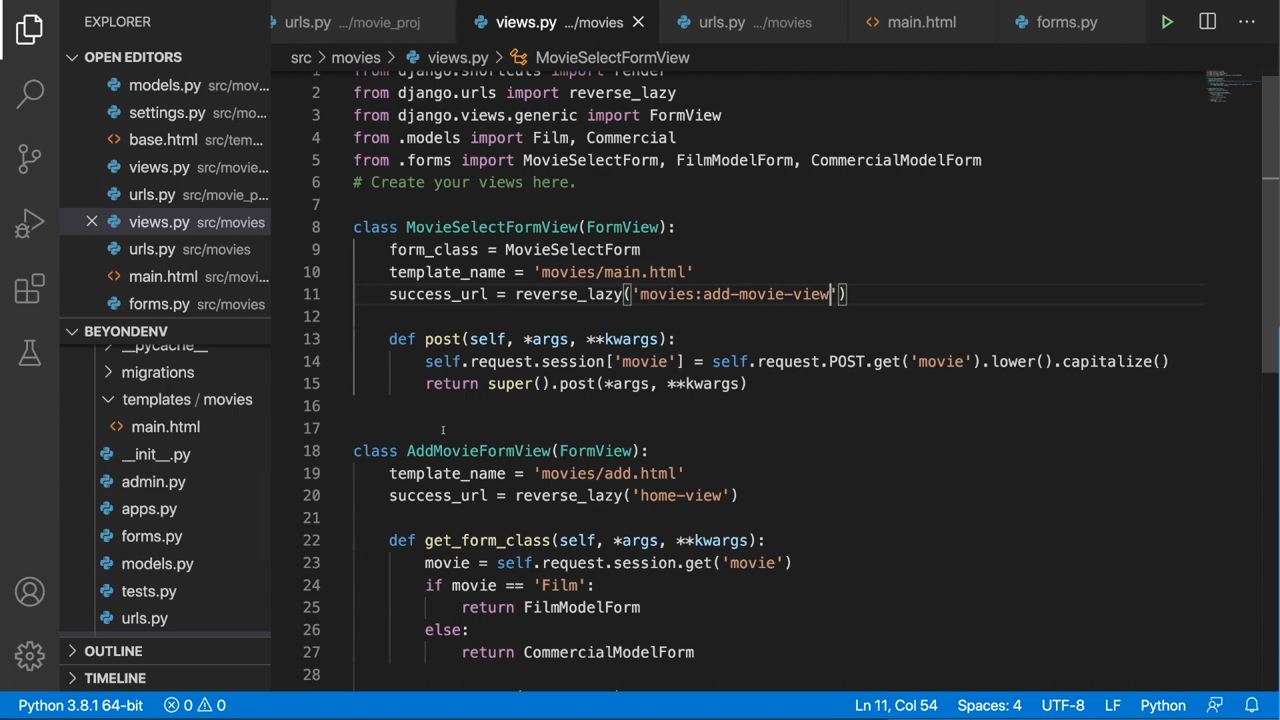 EXPLORER
urls.py .../movie_proj
views.py .../movies
urls.py .../movies
main.html
forms.py
OPEN EDITORS
models.py src/mov...
settings.py src/mo...
base.html src/tem...
views.py src/movie...
urls.py src/movie_p...
views.py src/movies
urls.py src/movies
main.html src/movi...
forms.py src/movies
BEYONDENV
__pycache__
migrations
templates / movies
main.html
__init__.py
admin.py
apps.py
forms.py
models.py
tests.py
urls.py
OUTLINE
TIMELINE
src > movies > views.py > MovieSelectFormView
1 from django.shortcuts import render
2 from django.urls import reverse_lazy
3 from django.views.generic import FormView
4 from .models import Film, Commercial
5 from .forms import MovieSelectForm, FilmModelForm, CommercialModelForm
6 # Create your views here.
7
8 class MovieSelectFormView(FormView):
9 form_class = MovieSelectForm
10 template_name = 'movies/main.html'
11 success_url = reverse_lazy('movies:add-movie-view')
12
13 def post(self, *args, **kwargs):
14 self.request.session['movie'] = self.request.POST.get('movie').lower().capitalize()
15 return super().post(*args, **kwargs)
16
17
18 class AddMovieFormView(FormView):
19 template_name = 'movies/add.html'
20 success_url = reverse_lazy('home-view')
21
22 def get_form_class(self, *args, **kwargs):
23 movie = self.request.session.get('movie')
24 if movie == 'Film':
25 return FilmModelForm
26 else:
27 return CommercialModelForm
28
Python 3.8.1 64-bit
0
0
Ln 11, Col 54
Spaces: 4
UTF-8
LF
Python